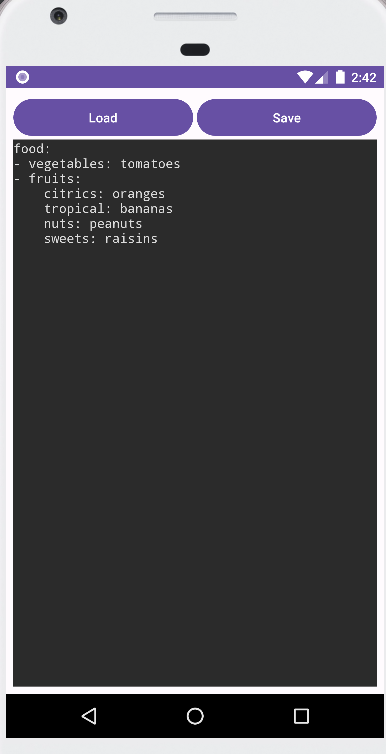 2:42
Load Save
food:
- vegetables: tomatoes
- fruits:
    citrics: oranges
    tropical: bananas
    nuts: peanuts
    sweets: raisins